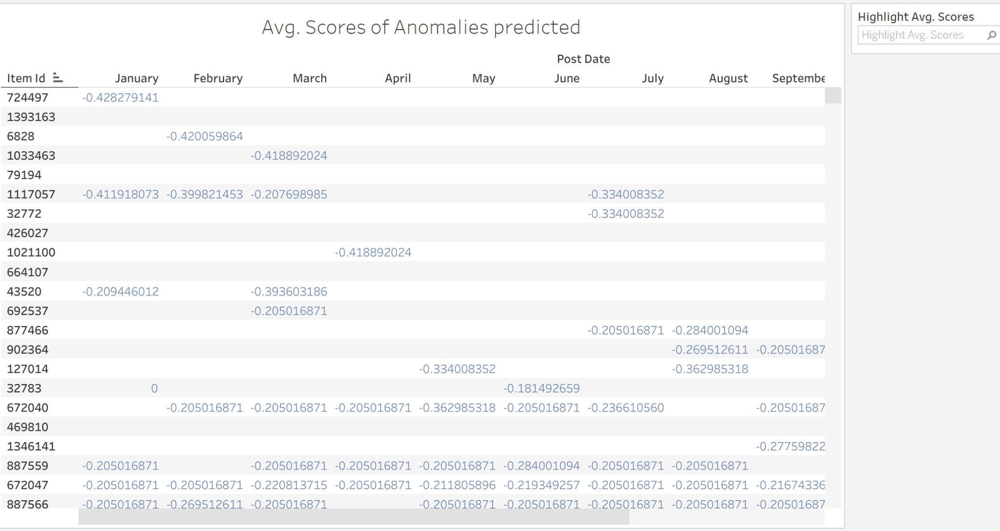 Avg. Scores of Anomalies predicted
Highlight Avg. Scores
Highlight Avg. Scores
Post Date
Item Id January February March April May June July August Septembe
724497 -0.428279141
1393163
6828 -0.420059864
1033463 -0.418892024
79194
1117057 -0.411918073 -0.399821453 -0.207698985 -0.334008352
32772 -0.334008352
426027
1021100 -0.418892024
664107
43520 -0.209446012 -0.393603186
692537 -0.205016871
877466 -0.205016871 -0.284001094
902364 -0.269512611 -0.20501687
127014 -0.334008352 -0.362985318
32783 0 -0.181492659
672040 -0.205016871 -0.205016871 -0.205016871 -0.362985318 -0.205016871 -0.236610560 -0.20501687
469810
1346141 -0.27759822
887559 -0.205016871 -0.205016871 -0.205016871 -0.205016871 -0.284001094 -0.205016871 -0.205016871
672047 -0.205016871 -0.205016871 -0.220813715 -0.205016871 -0.211805896 -0.219349257 -0.205016871 -0.205016871 -0.21674336
887566 -0.205016871 -0.269512611 -0.205016871 -0.205016871 -0.205016871 -0.205016871 -0.205016871 -0.20501687